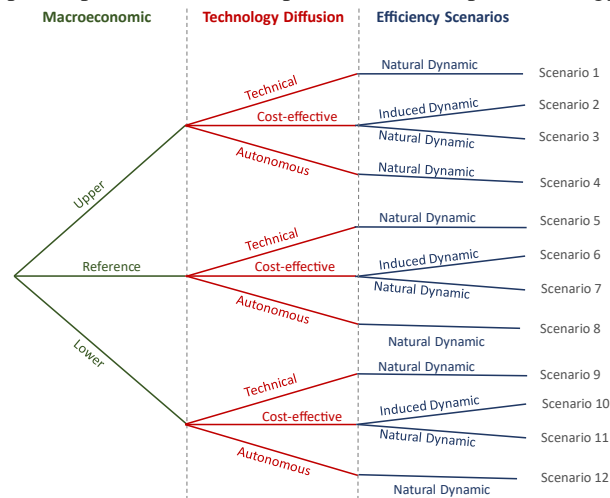 Macroeconomic Technology Diffusion Efficiency Scenarios
Natural Dynamic
Scenario 1
Technical
Induced Dynamic
Scenario 2
Cost-effective
Natural Dynamic
Scenario 3
Autonomous
Natural Dynamic
Scenario 4
Upper
Natural Dynamic
Scenario 5
Technical
Induced Dynamic
Scenario 6
Reference
Cost-effective
Natural Dynamic
Scenario 7
Autonomous
Scenario 8
Natural Dynamic
Lower
Natural Dynamic
Scenario 9
Technical
Induced Dynamic
Scenario 10
Cost-effective
Natural Dynamic
Scenario 11
Autonomous
Scenario 12
Natural Dynamic